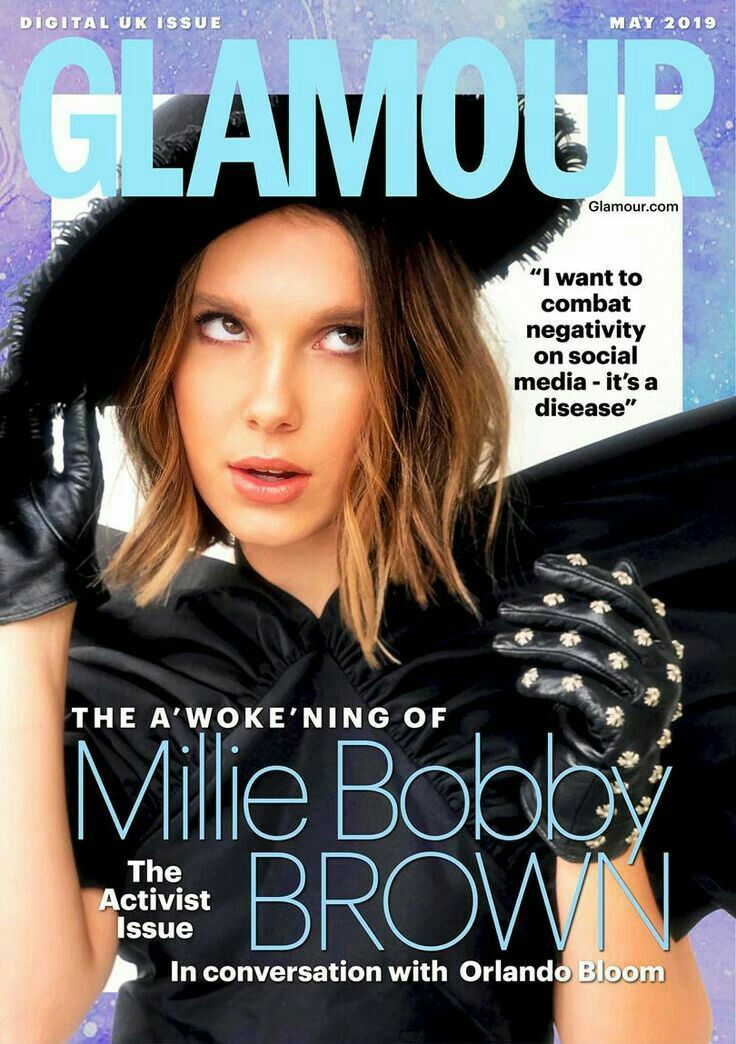 DIGITAL UK ISSUE MAY 2019
GLAMOUR
Glamour.com
“I want to
combat
negativity
on social
media - it’s a
disease”
THE A’WOKE’NING OF
Millie Bobby
BROWN
The
Activist
Issue
In conversation with Orlando Bloom